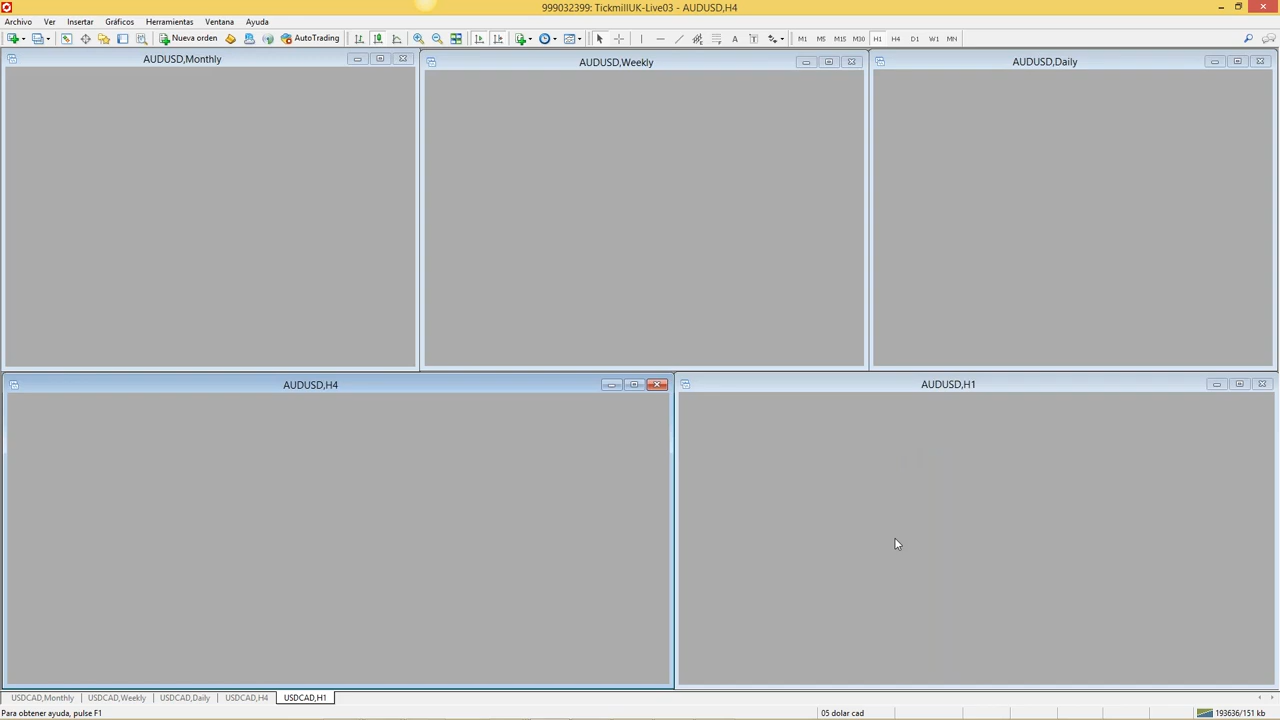 999032399: TickmillUK-Live03 - AUDUSD,H4
Archivo Ver Insertar Gráficos Herramientas Ventana Ayuda
Nueva orden AutoTrading A T M1 M5 M15 M30 H1 H4 D1 W1 MN
AUDUSD,Monthly
AUDUSD,Weekly
AUDUSD,Daily
AUDUSD,H4
AUDUSD,H1
USDCAD,Monthly USDCAD,Weekly USDCAD,Daily USDCAD,H4 USDCAD,H1
Para obtener ayuda, pulse F1 05 dolar cad 193636/151 kb